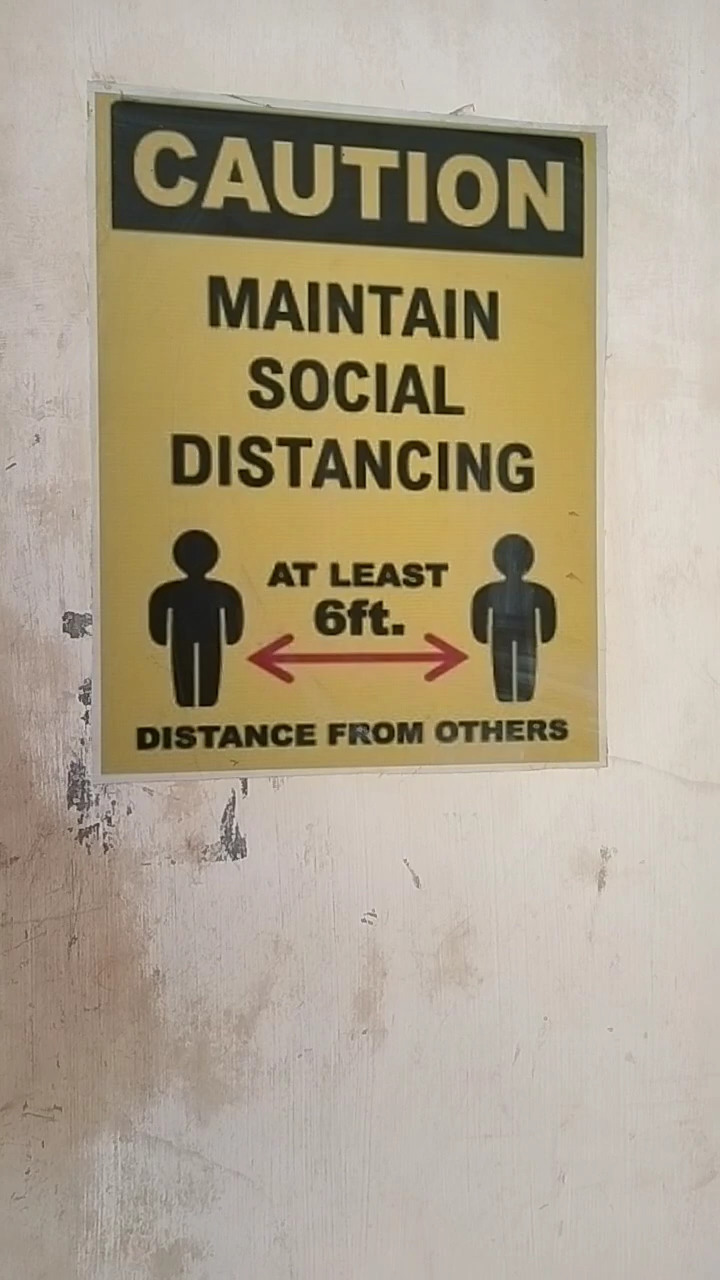 CAUTION
MAINTAIN
SOCIAL
DISTANCING
AT LEAST
6ft.
DISTANCE FROM OTHERS